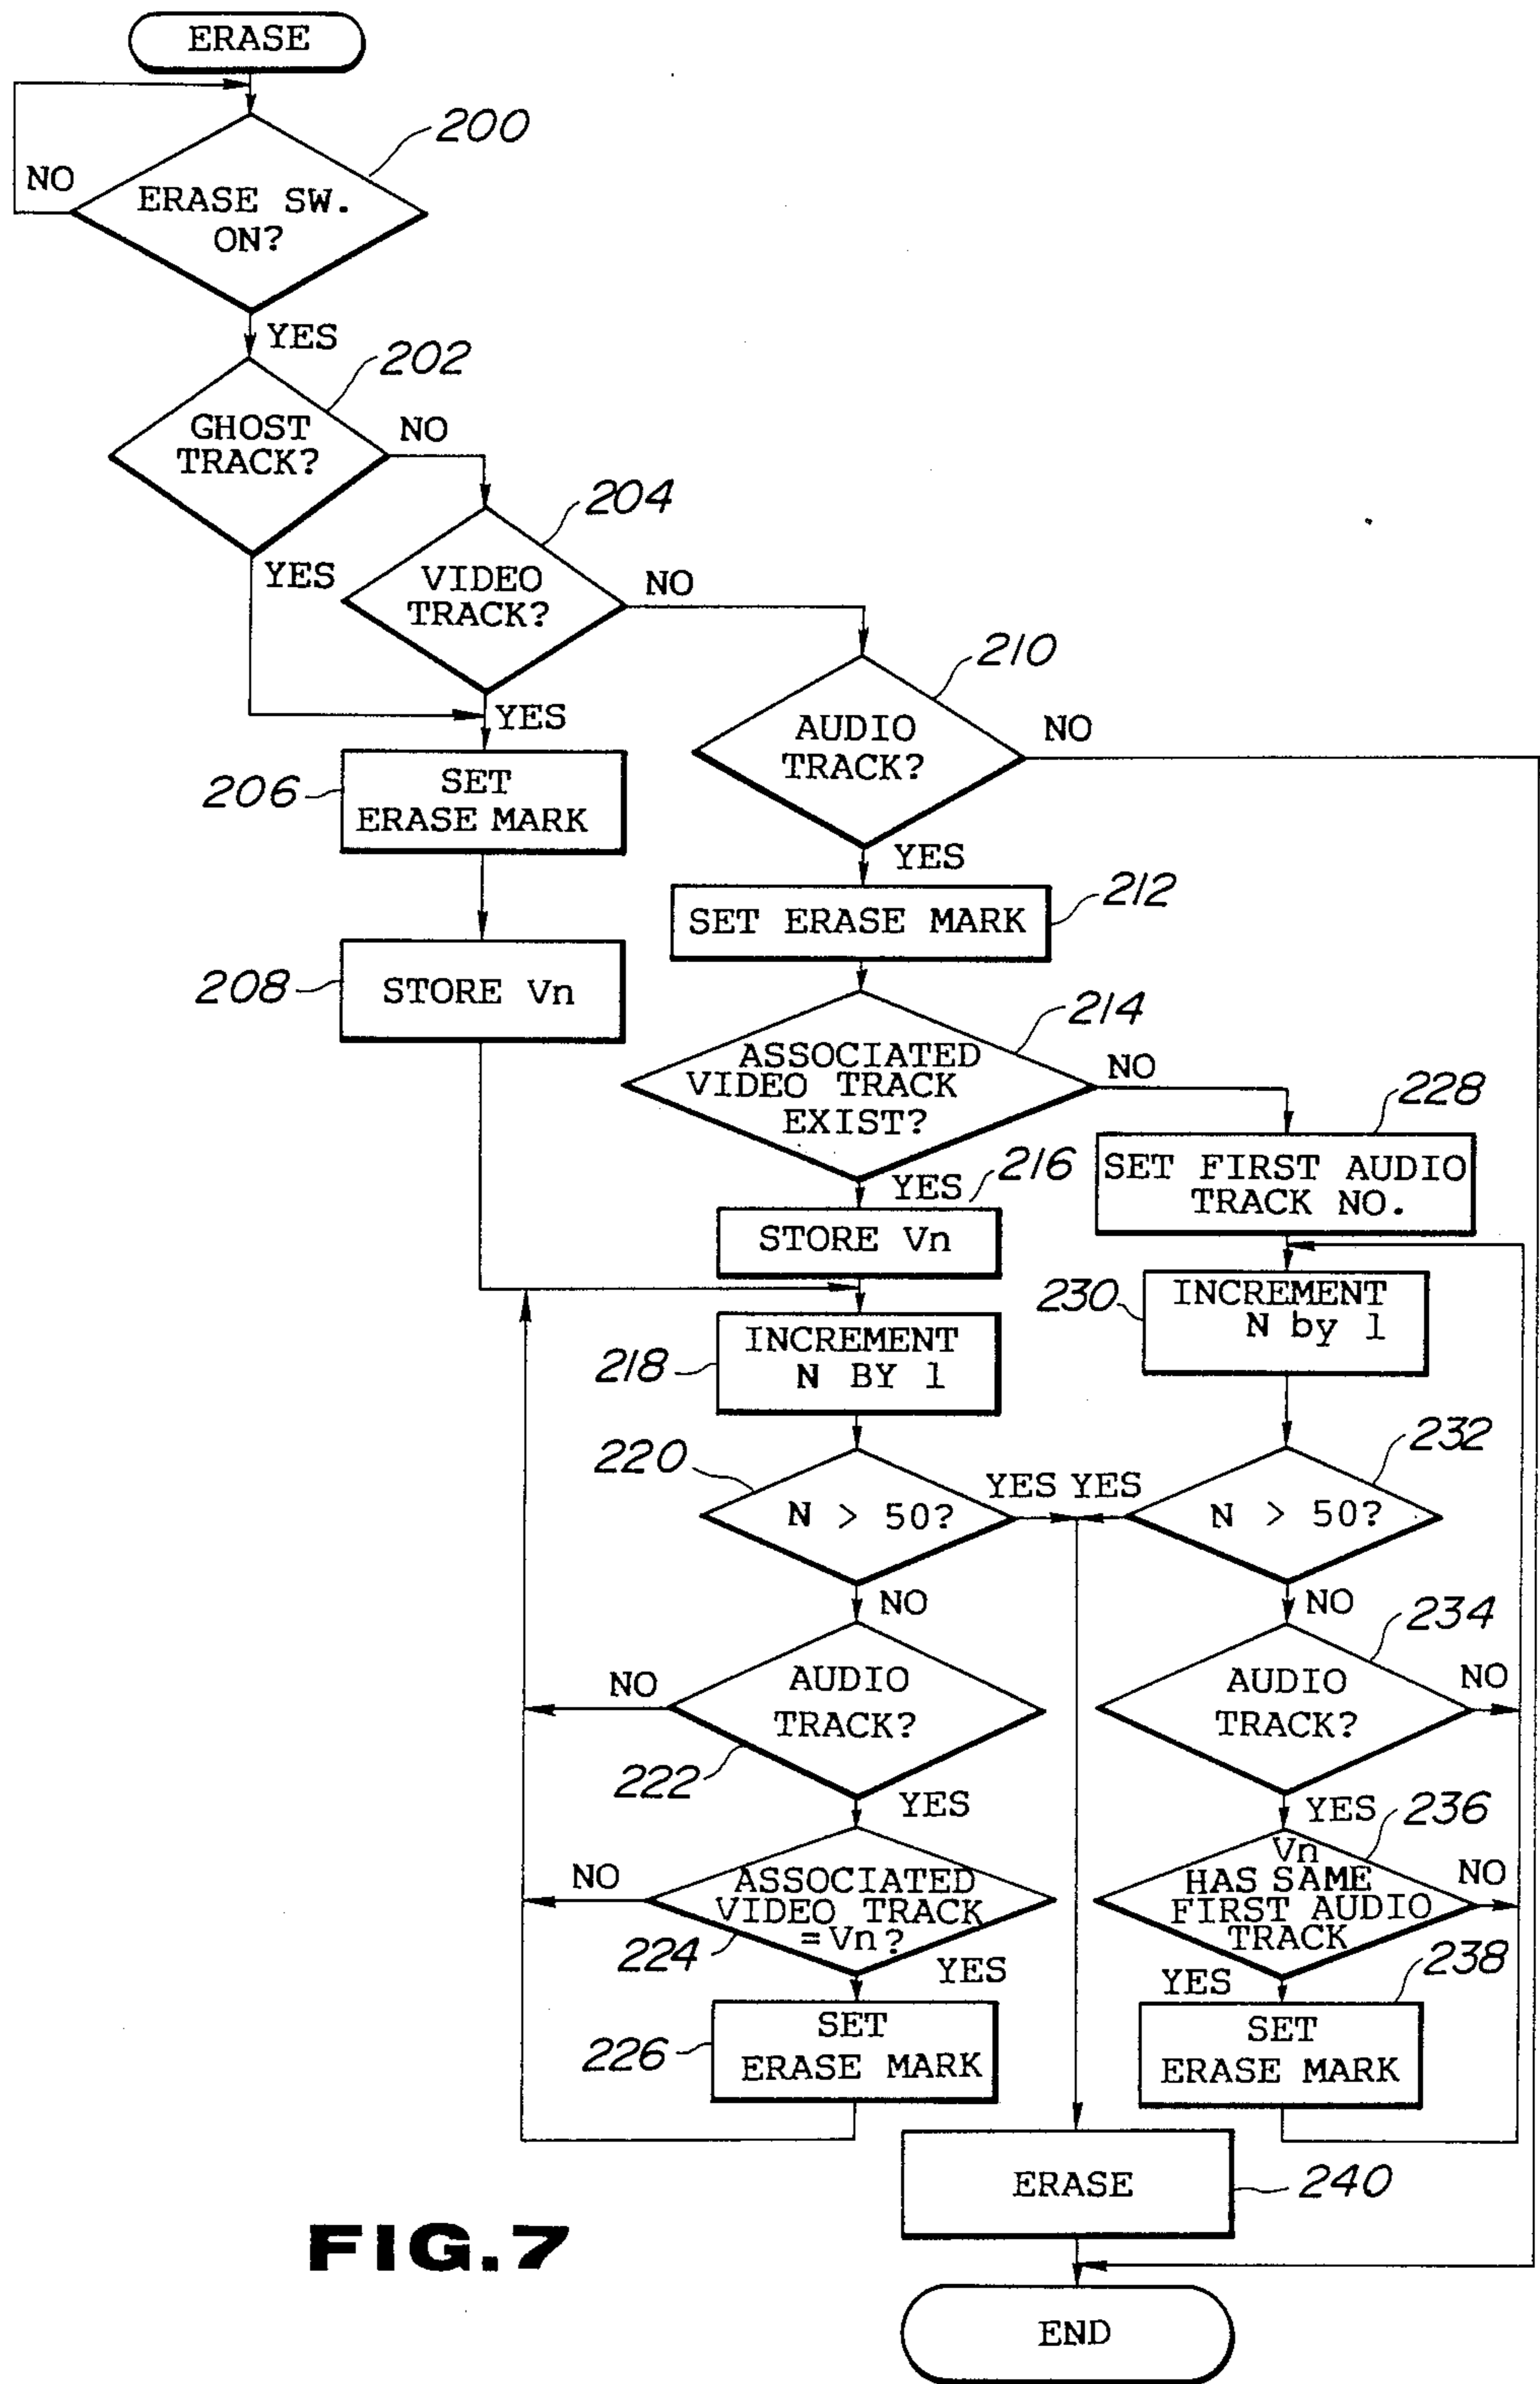 ERASE
200
NO
ERASE SW.
ON?
YES
202
GHOST
TRACK?
NO
YES
204
VIDEO
TRACK?
NO
YES
210
AUDIO
TRACK?
NO
YES
206
SET
ERASE MARK
212
SET ERASE MARK
208
STORE Vn
214
ASSOCIATED
VIDEO TRACK
EXIST?
NO
YES
228
SET FIRST AUDIO
TRACK NO.
216
STORE Vn
218
INCREMENT
N BY 1
230
INCREMENT
N by 1
220
N > 50?
YES
YES
232
N > 50?
NO
NO
222
AUDIO
TRACK?
NO
YES
234
AUDIO
TRACK?
NO
YES
224
ASSOCIATED
VIDEO TRACK
=Vn?
NO
YES
236
Vn
HAS SAME
FIRST AUDIO
TRACK
NO
YES
226
SET
ERASE MARK
238
SET
ERASE MARK
ERASE
240
END
FIG.7